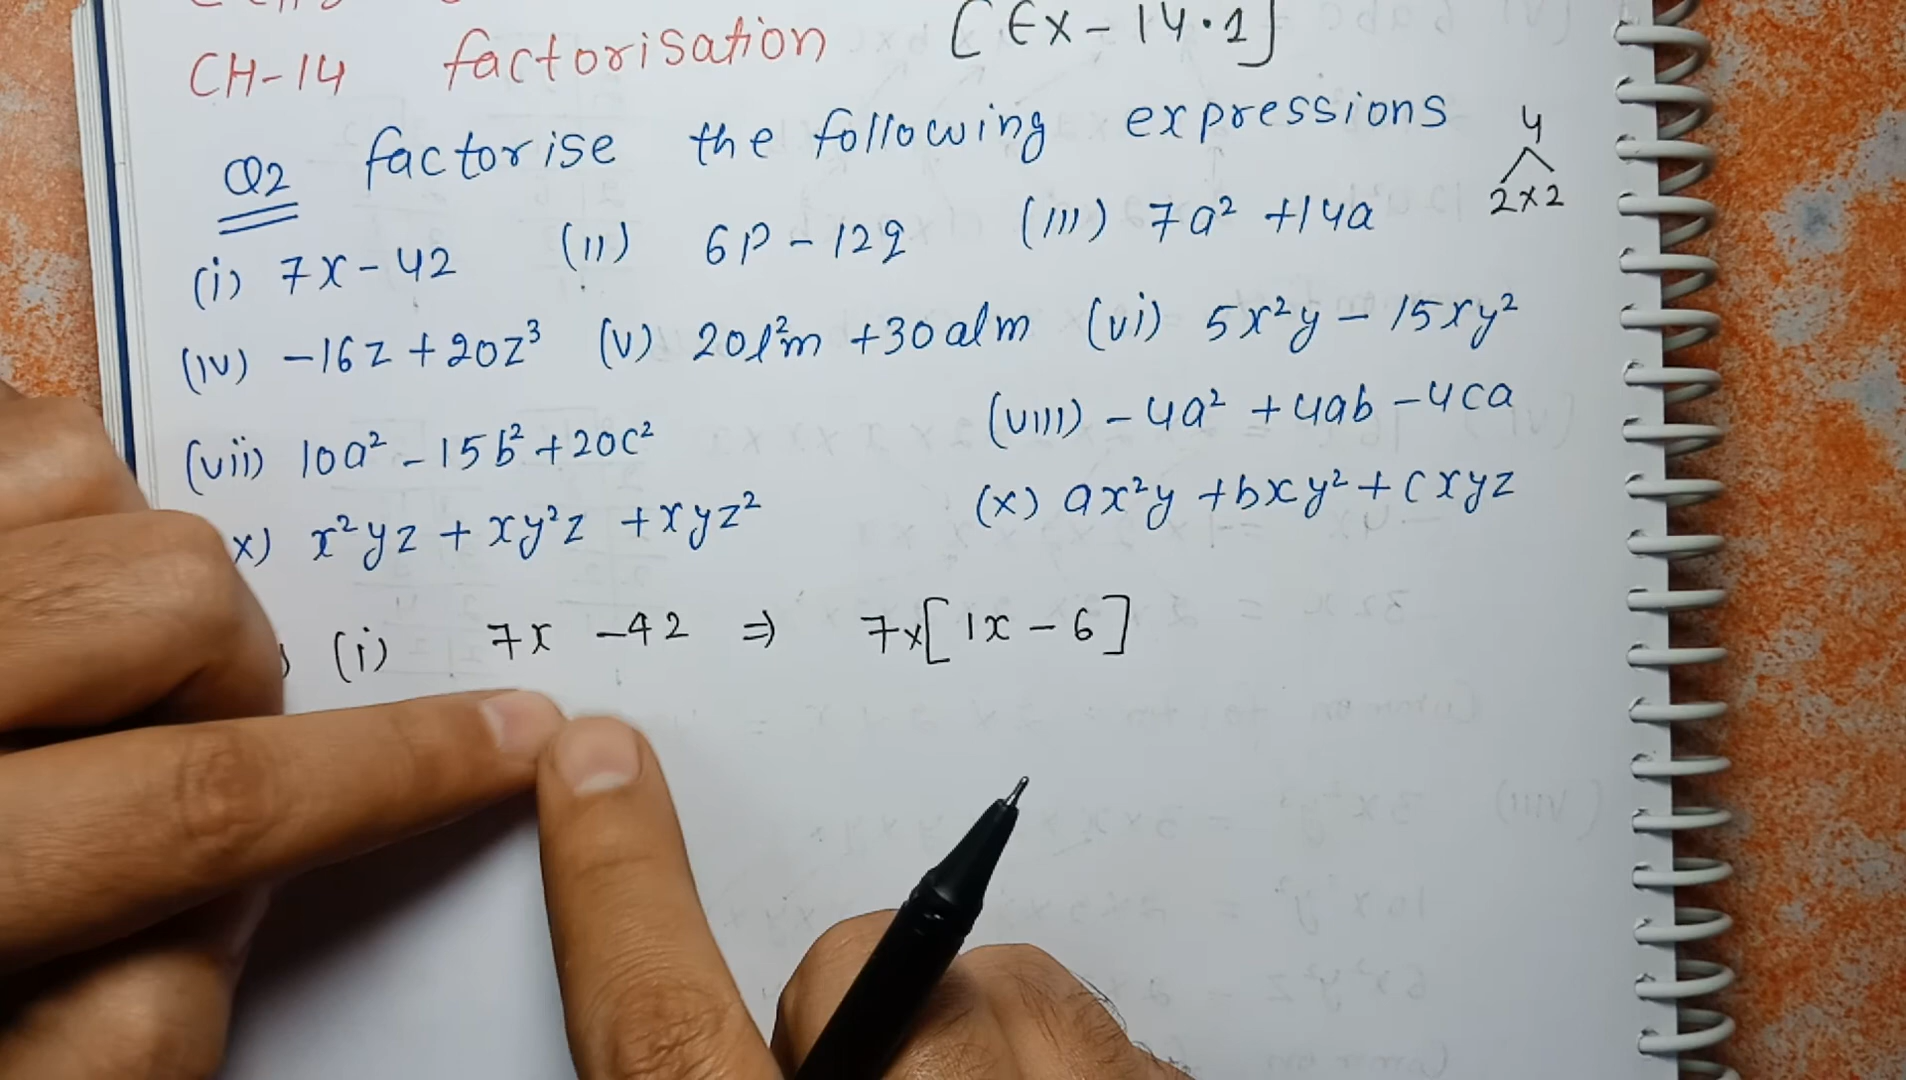 CH-14 factorisation [Ex-14.1]
Q2 factorise the following expressions
4
2x2
(i) 7x-42 (ii) 6p-12q (iii) 7a² +14a
(iv) -16z+20z³ (v) 20l²m +30alm (vi) 5x²y-15xy²
(vii) 10a²-15b²+20c² (viii) -4a² +4ab -4ca
x) x²yz + xy²z +xyz² (x) ax²y +bxy²+cxyz
(i) 7x -42 ⇒ 7x[1x-6]